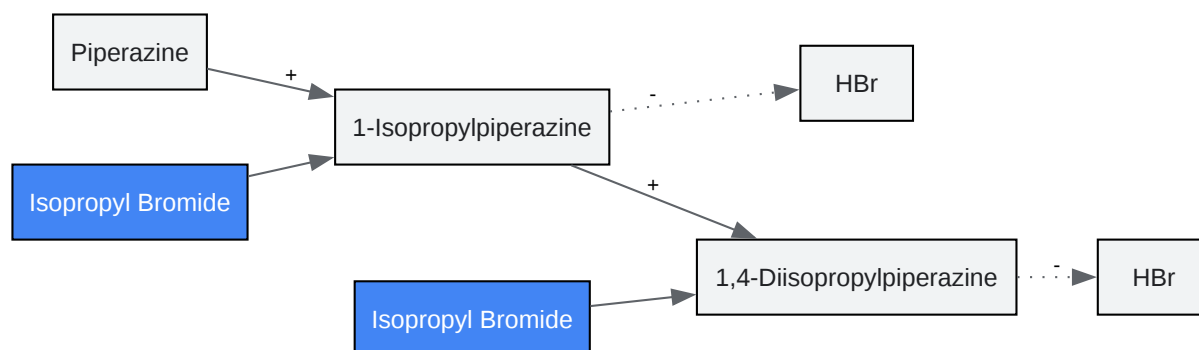 Piperazine
+
HBr
-
1-Isopropylpiperazine
Isopropyl Bromide
+
1,4-Diisopropylpiperazine
-
HBr
Isopropyl Bromide